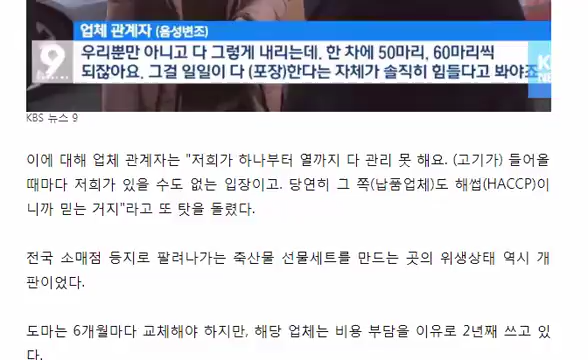 업체 관계자 (음성변조)
9 우리뿐만 아니고 다 그렇게 내리는데. 한 차에 50마리, 60마리씩
되잖아요. 그걸 일일이 다 (포장)한다는 자체가 솔직히 힘들다고 봐야죠
KBS 뉴스 9
이에 대해 업체 관계자는 "저희가 하나부터 열까지 다 관리 못 해요. (고기가) 들어올
때마다 저희가 있을 수도 없는 입장이고. 당연히 그 쪽(납품업체)도 해썹(HACCP)이
니까 믿는 거지"라고 또 탓을 돌렸다.
전국 소매점 등지로 팔려나가는 축산물 선물세트를 만드는 곳의 위생상태 역시 개
판이었다.
도마는 6개월마다 교체해야 하지만, 해당 업체는 비용 부담을 이유로 2년째 쓰고 있
다.